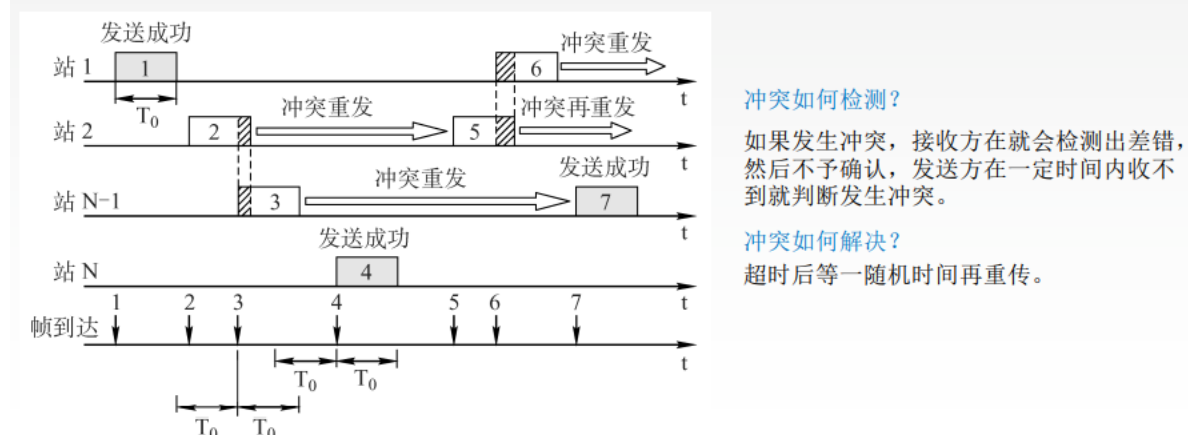 发送成功
站 1
1
6
冲突重发
t
T0
站 2
2
冲突重发
5
冲突再重发
t
站 N-1
3
冲突重发
发送成功
7
t
发送成功
站 N
4
t
1 2 3 4 5 6 7
帧到达
t
T0 T0
T0 T0
冲突如何检测?
如果发生冲突,接收方在就会检测出差错,
然后不予确认,发送方在一定时间内收不
到就判断发生冲突。
冲突如何解决?
超时后等一随机时间再重传。